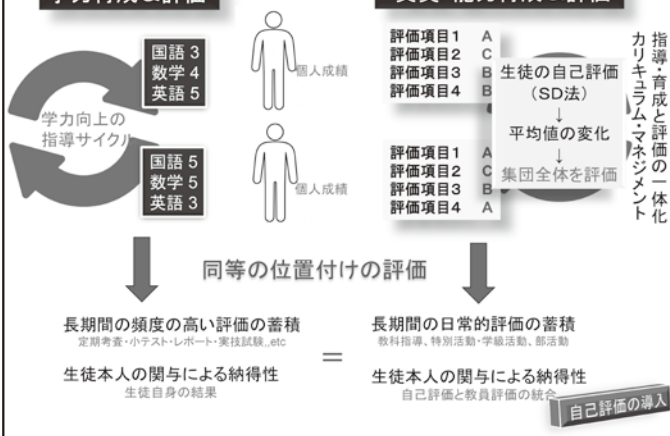 学力育成と評価
国語 3
数学 4
英語 5
個人成績
学力向上の
指導サイクル
国語 5
数学 5
英語 3
個人成績
評価項目1 A
評価項目2 C
評価項目3 B
評価項目4 B
生徒の自己評価
（SD法）
↓
平均値の変化
↓
集団全体を評価
評価項目1 A
評価項目2 C
評価項目3 B
評価項目4 A
指導・育成と評価の一体化
カリキュラム・マネジメント
同等の位置付けの評価
長期間の頻度の高い評価の蓄積
定期考査・小テスト・レポート・実技試験,,etc
生徒本人の関与による納得性
生徒自身の結果
＝
長期間の日常的評価の蓄積
教科指導、特別活動・学級活動、部活動
生徒本人の関与による納得性
自己評価と教員評価の統合
自己評価の導入